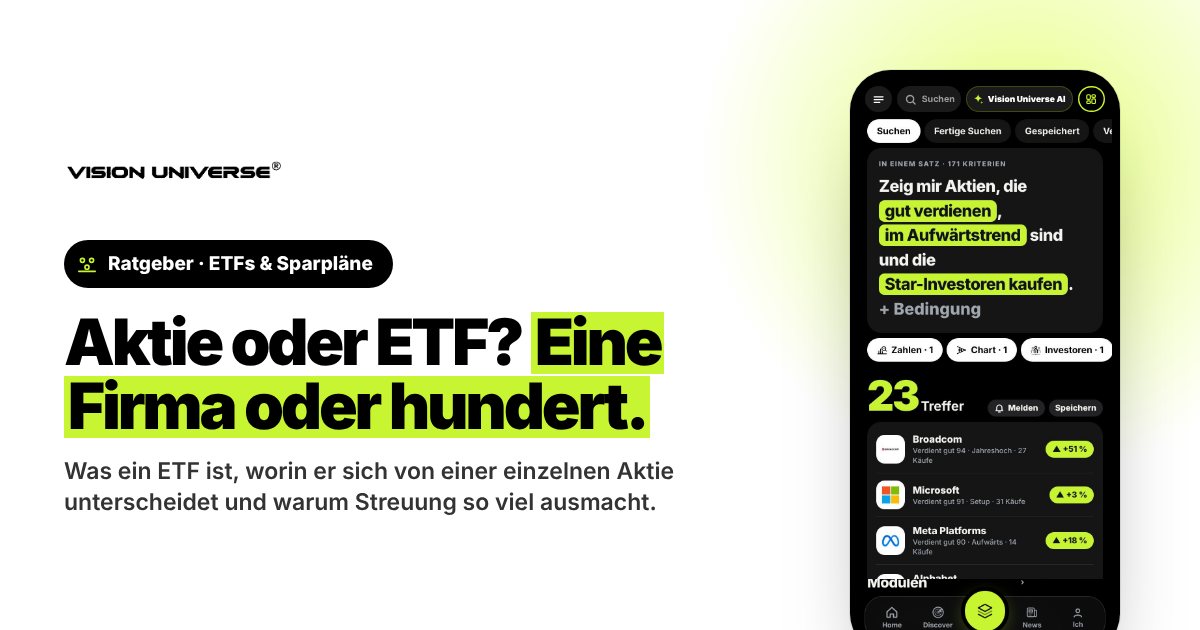 VISION UNIVERSE®
Ratgeber · ETFs & Sparpläne
Aktie oder ETF? Eine
Firma oder hundert.
Was ein ETF ist, worin er sich von einer einzelnen Aktie
unterscheidet und warum Streuung so viel ausmacht.
Suchen
Vision Universe AI
Suchen
Fertige Suchen
Gespeichert
Ve
IN EINEM SATZ · 171 KRITERIEN
Zeig mir Aktien, die
gut verdienen,
im Aufwärtstrend sind
und die
Star-Investoren kaufen.
+ Bedingung
Zahlen · 1
Chart · 1
Investoren · 1
23 Treffer
Melden
Speichern
Broadcom
Verdient gut 94 · Jahreshoch · 27
Käufe
▲ +51 %
Microsoft
Verdient gut 91 · Setup · 31 Käufe
▲ +3 %
Meta Platforms
Verdient gut 90 · Aufwärts · 14
Käufe
▲ +18 %
Alphabet
Modulen
Home
Discover
News
Ich